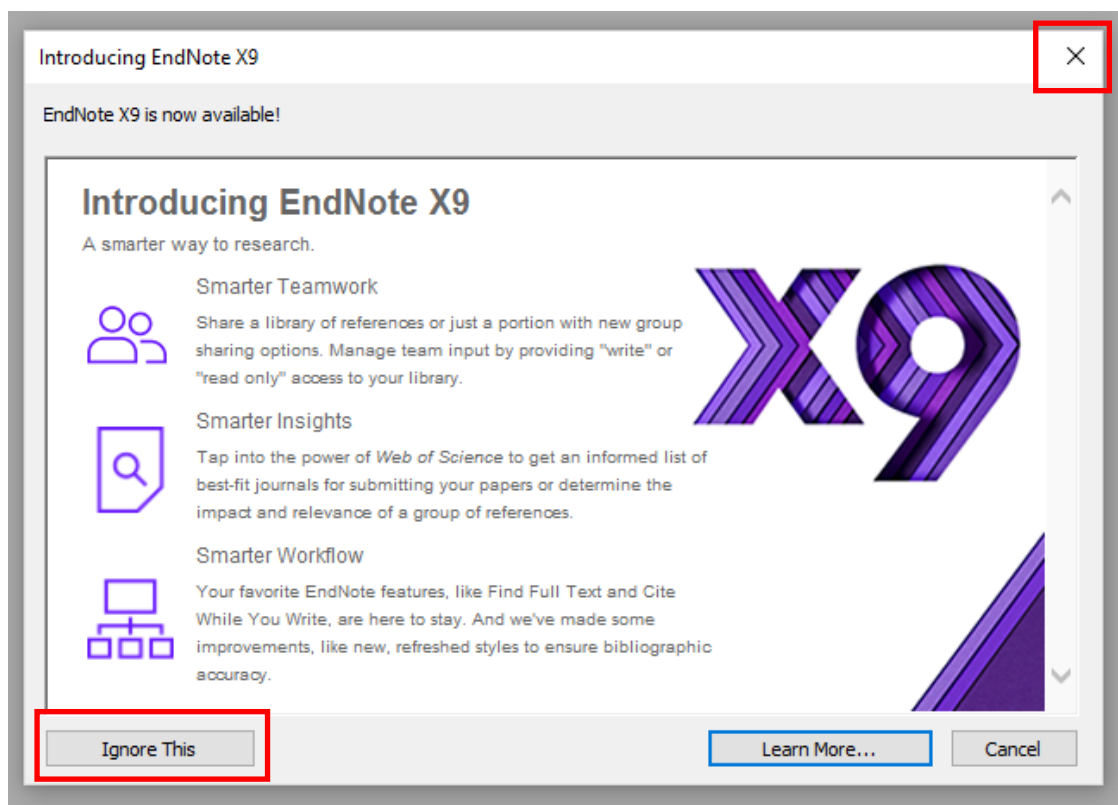 Introducing EndNote X9
EndNote X9 is now available!
Introducing EndNote X9
A smarter way to research.
Smarter Teamwork
Share a library of references or just a portion with new group
sharing options. Manage team input by providing "write" or
"read only" access to your library.
X9
Smarter Insights
Tap into the power of Web of Science to get an informed list of
best-fit journals for submitting your papers or determine the
impact and relevance of a group of references.
Smarter Workflow
Your favorite EndNote features, like Find Full Text and Cite
While You Write, are here to stay. And we've made some
improvements, like new, refreshed styles to ensure bibliographic
accuracy.
Ignore This
Learn More...
Cancel